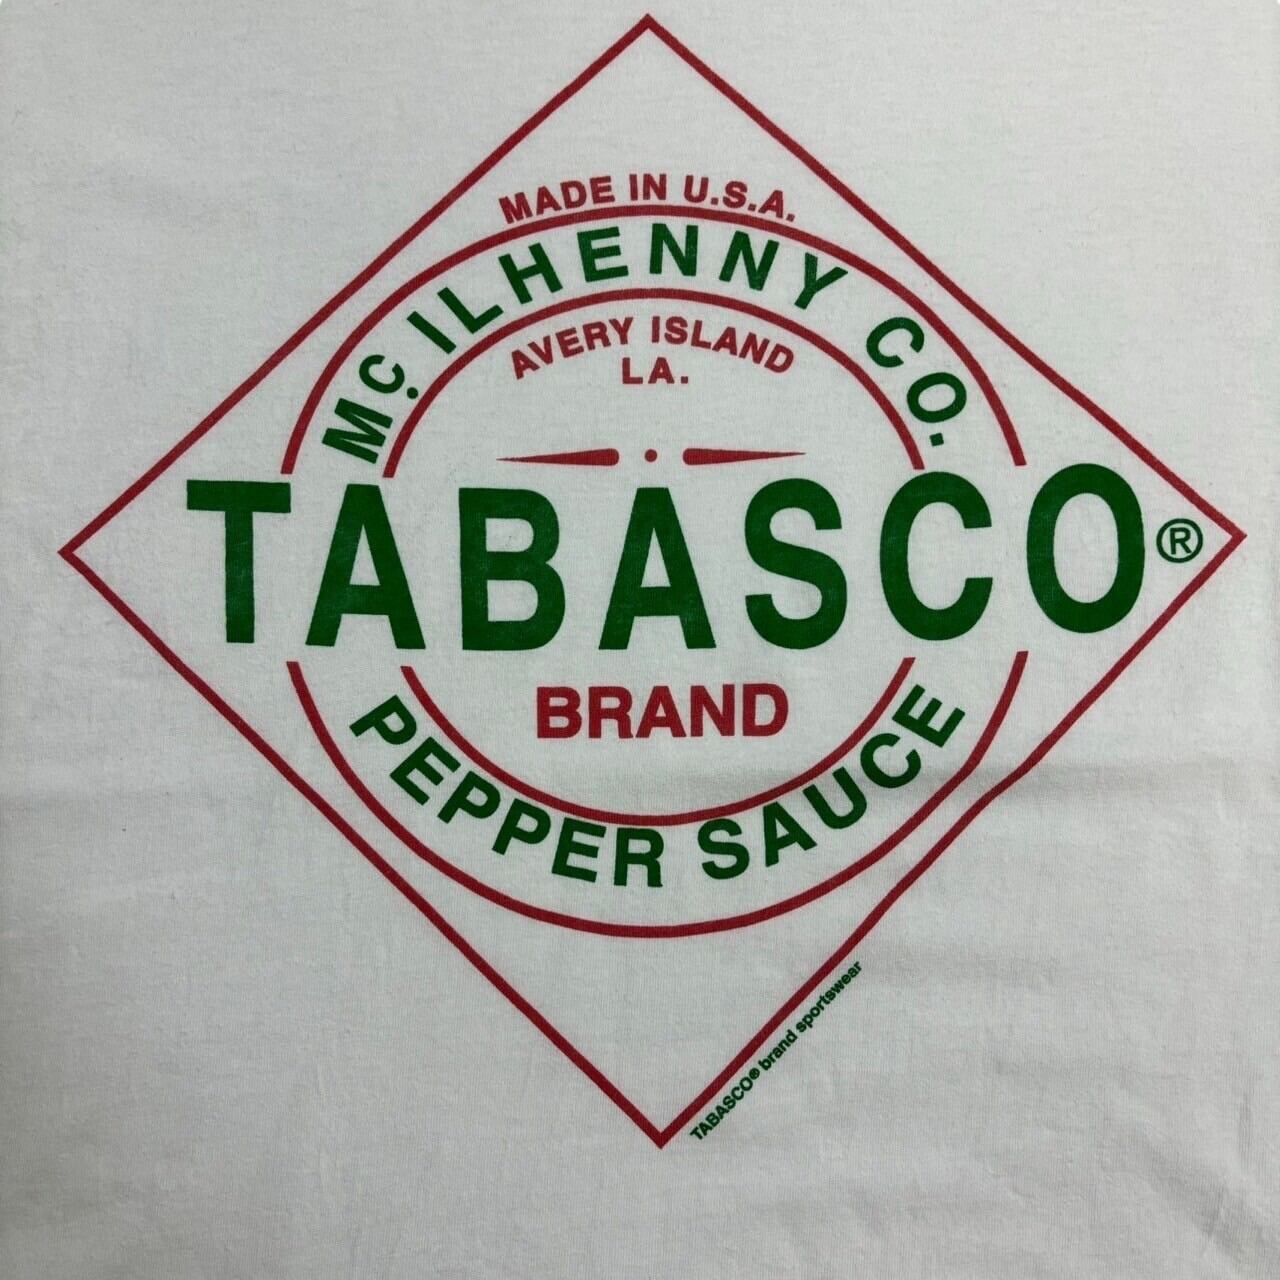 MADE IN U.S.A.
Mc. ILHENNY CO.
AVERY ISLAND
LA.
TABASCO®
BRAND
PEPPER SAUCE
TABASCO® brand sportswear